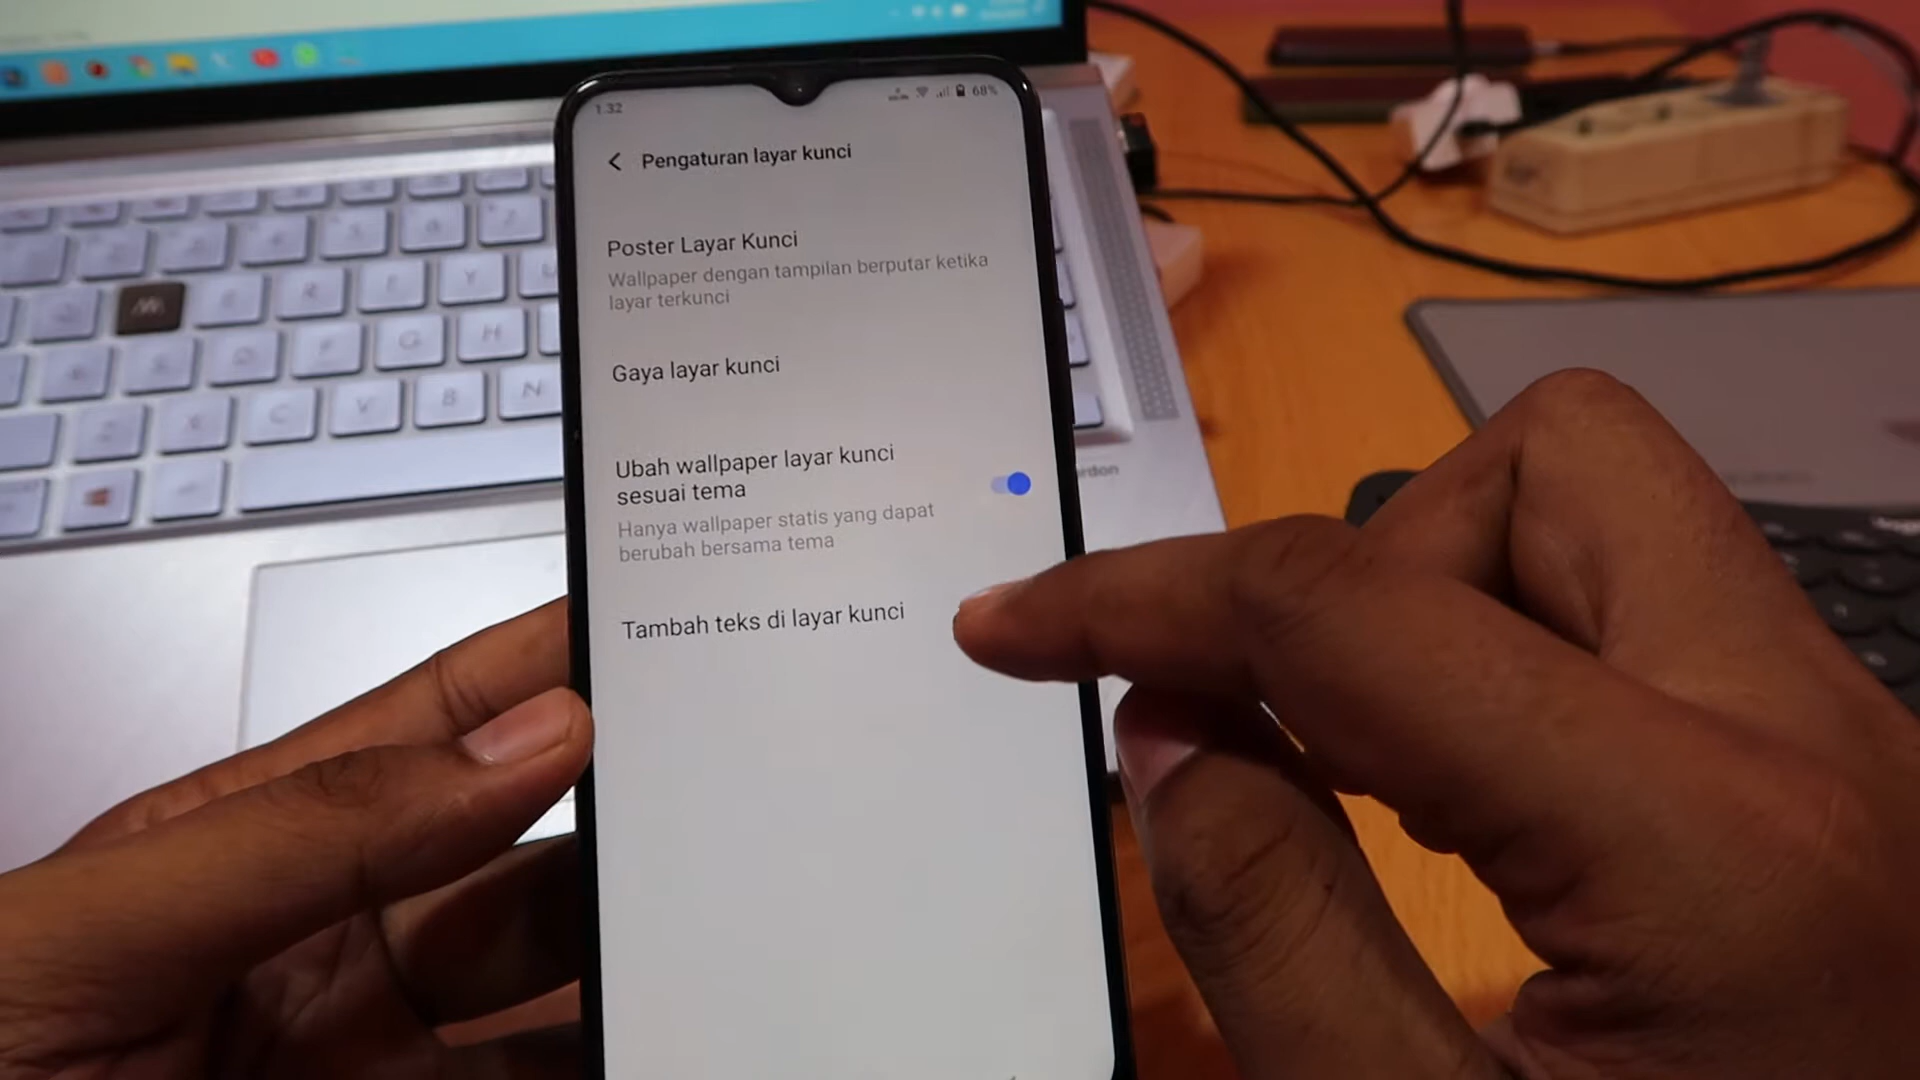 1.32
68%
Pengaturan layar kunci
Poster Layar Kunci
Wallpaper dengan tampilan berputar ketika
layar terkunci
Gaya layar kunci
Ubah wallpaper layar kunci
sesuai tema
Hanya wallpaper statis yang dapat
berubah bersama tema
Tambah teks di layar kunci
R
T
Y
G
H
C
V
B
N
rdon